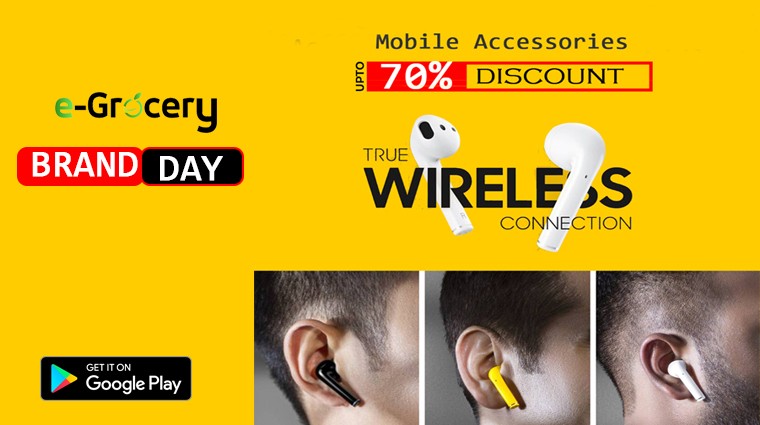 Mobile Accessories
UPTO 70% DISCOUNT
e-Grocery
BRAND DAY
TRUE
WIRELESS
CONNECTION
GET IT ON
Google Play